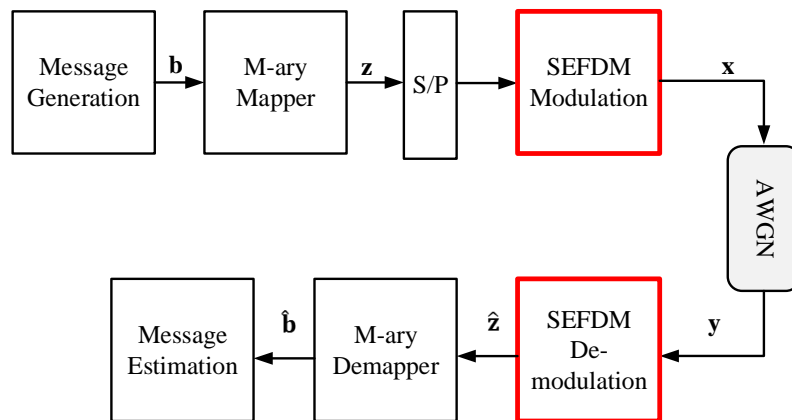 Message
Generation
b
M-ary
Mapper
z
S/P
SEFDM
Modulation
x
AWGN
y
SEFDM
De-
modulation
ẑ
M-ary
Demapper
b̂
Message
Estimation